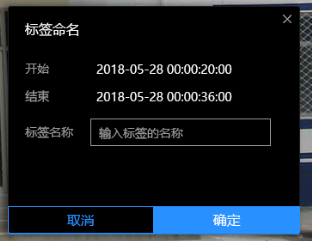 标签命名
开始 2018-05-28 00:00:20:00
结束 2018-05-28 00:00:36:00
标签名称 输入标签的名称
取消 确定